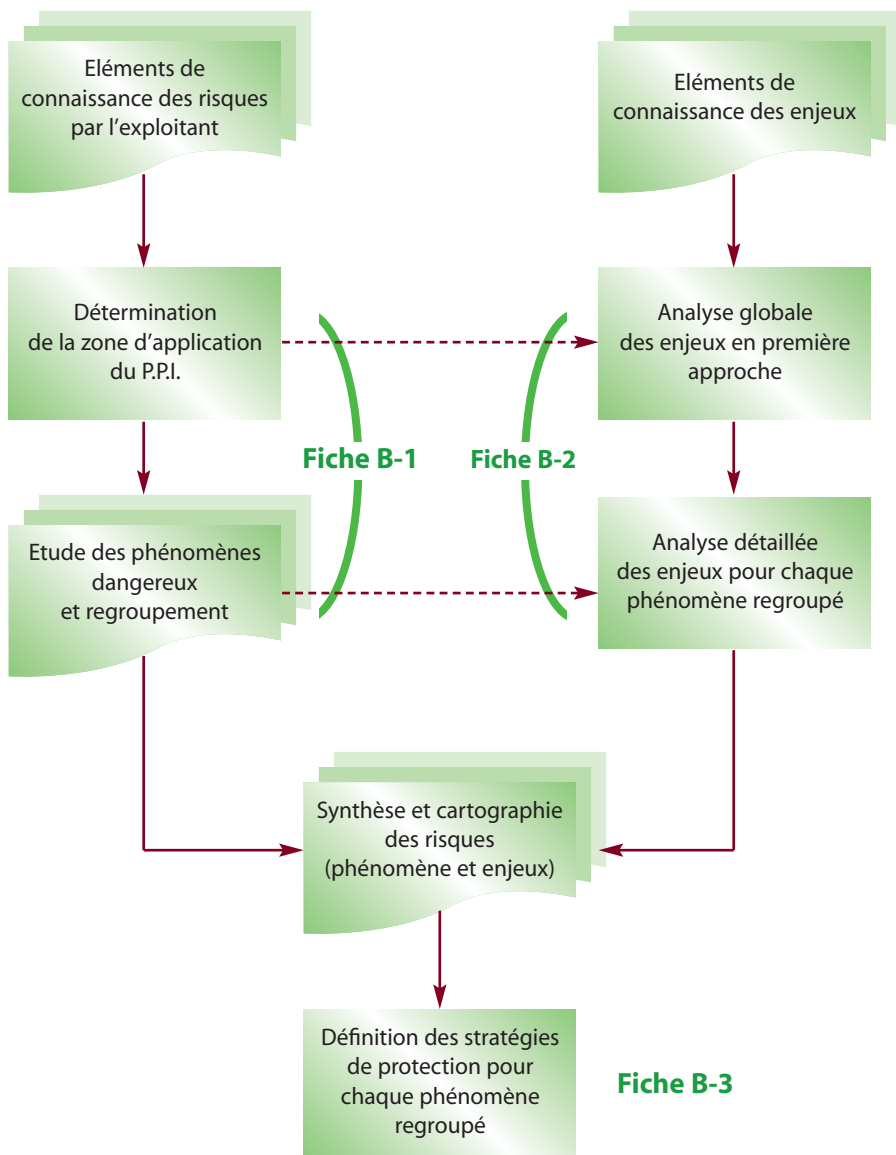 Eléments de
connaissance des risques
par l'exploitant
Eléments de
connaissance des enjeux
Détermination
de la zone d'application
du P.P.I.
Analyse globale
des enjeux en première
approche
Fiche B-1
Fiche B-2
Etude des phénomènes
dangereux
et regroupement
Analyse détaillée
des enjeux pour chaque
phénomène regroupé
Synthèse et cartographie
des risques
(phénomène et enjeux)
Définition des stratégies
de protection pour
chaque phénomène
regroupé
Fiche B-3